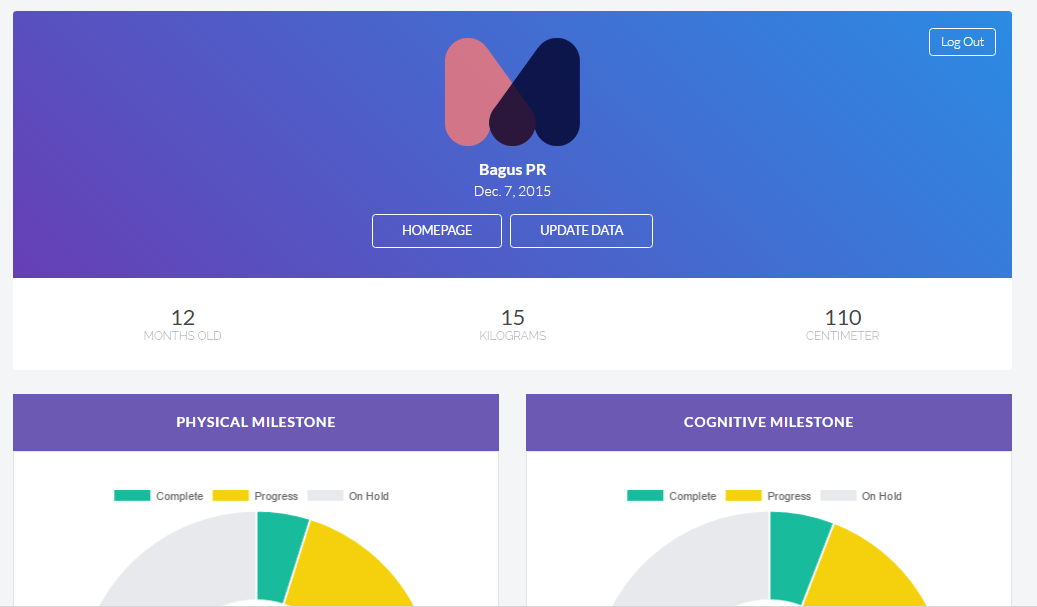 Log Out
Bagus PR
Dec. 7, 2015
HOMEPAGE UPDATE DATA
12 15 110
MONTHS OLD KILOGRAMS CENTIMETER
PHYSICAL MILESTONE COGNITIVE MILESTONE
Complete Progress On Hold Complete Progress On Hold